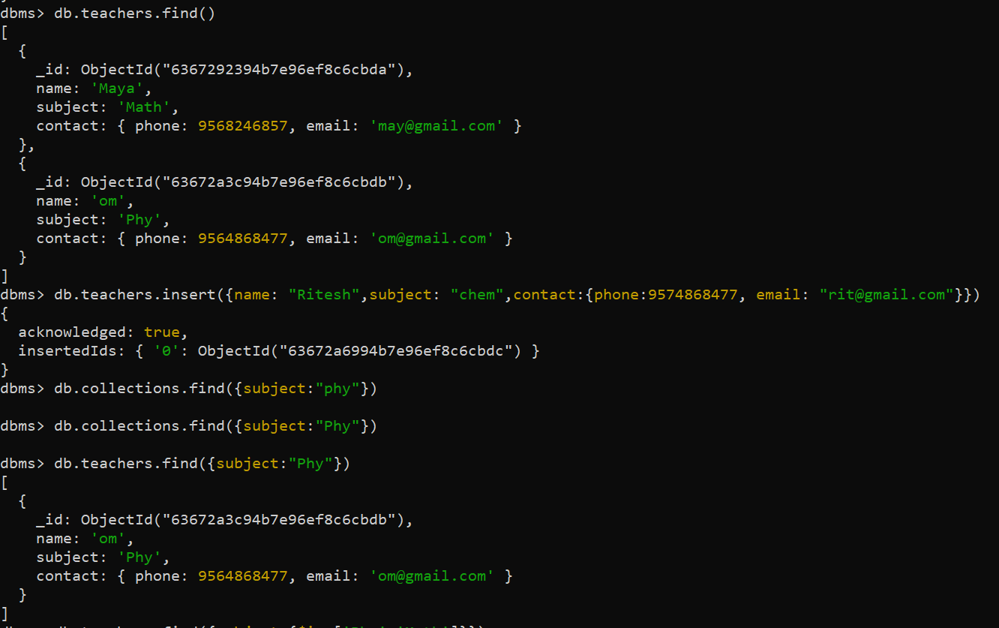 dbms> db.teachers.find()
[
  {
    _id: ObjectId("6367292394b7e96ef8c6cbda"),
    name: 'Maya',
    subject: 'Math',
    contact: { phone: 9568246857, email: 'may@gmail.com' }
  },
  {
    _id: ObjectId("63672a3c94b7e96ef8c6cbdb"),
    name: 'om',
    subject: 'Phy',
    contact: { phone: 9564868477, email: 'om@gmail.com' }
  }
]
dbms> db.teachers.insert({name: "Ritesh",subject: "chem",contact:{phone:9574868477, email: "rit@gmail.com"}})
{
  acknowledged: true,
  insertedIds: { '0': ObjectId("63672a6994b7e96ef8c6cbdc") }
}
dbms> db.collections.find({subject:"phy"})
dbms> db.collections.find({subject:"Phy"})
dbms> db.teachers.find({subject:"Phy"})
[
  {
    _id: ObjectId("63672a3c94b7e96ef8c6cbdb"),
    name: 'om',
    subject: 'Phy',
    contact: { phone: 9564868477, email: 'om@gmail.com' }
  }
]